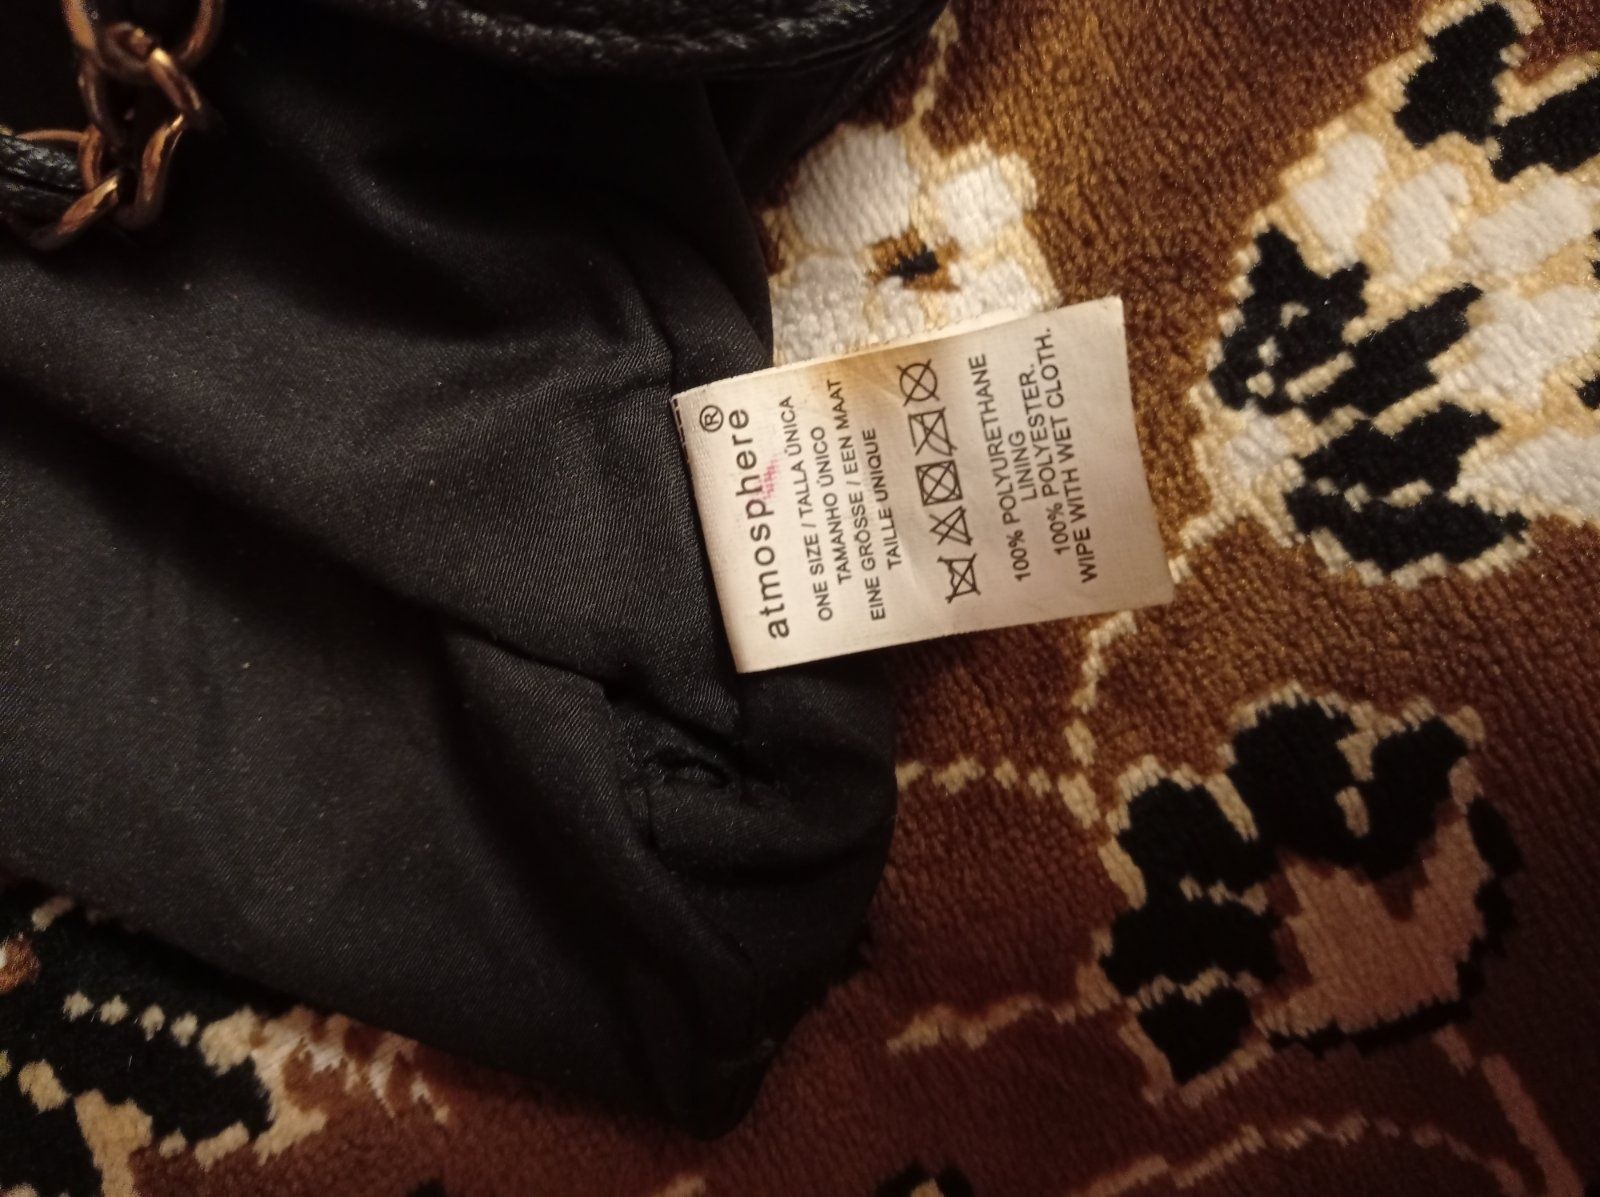 atmosphere®
ONE SIZE / TALLA ÚNICA
TAMANHO ÚNICO
EINE GRÖSSE / EEN MAAT
TAILLE UNIQUE
100% POLYURETHANE
LINING
100% POLYESTER.
WIPE WITH WET CLOTH.